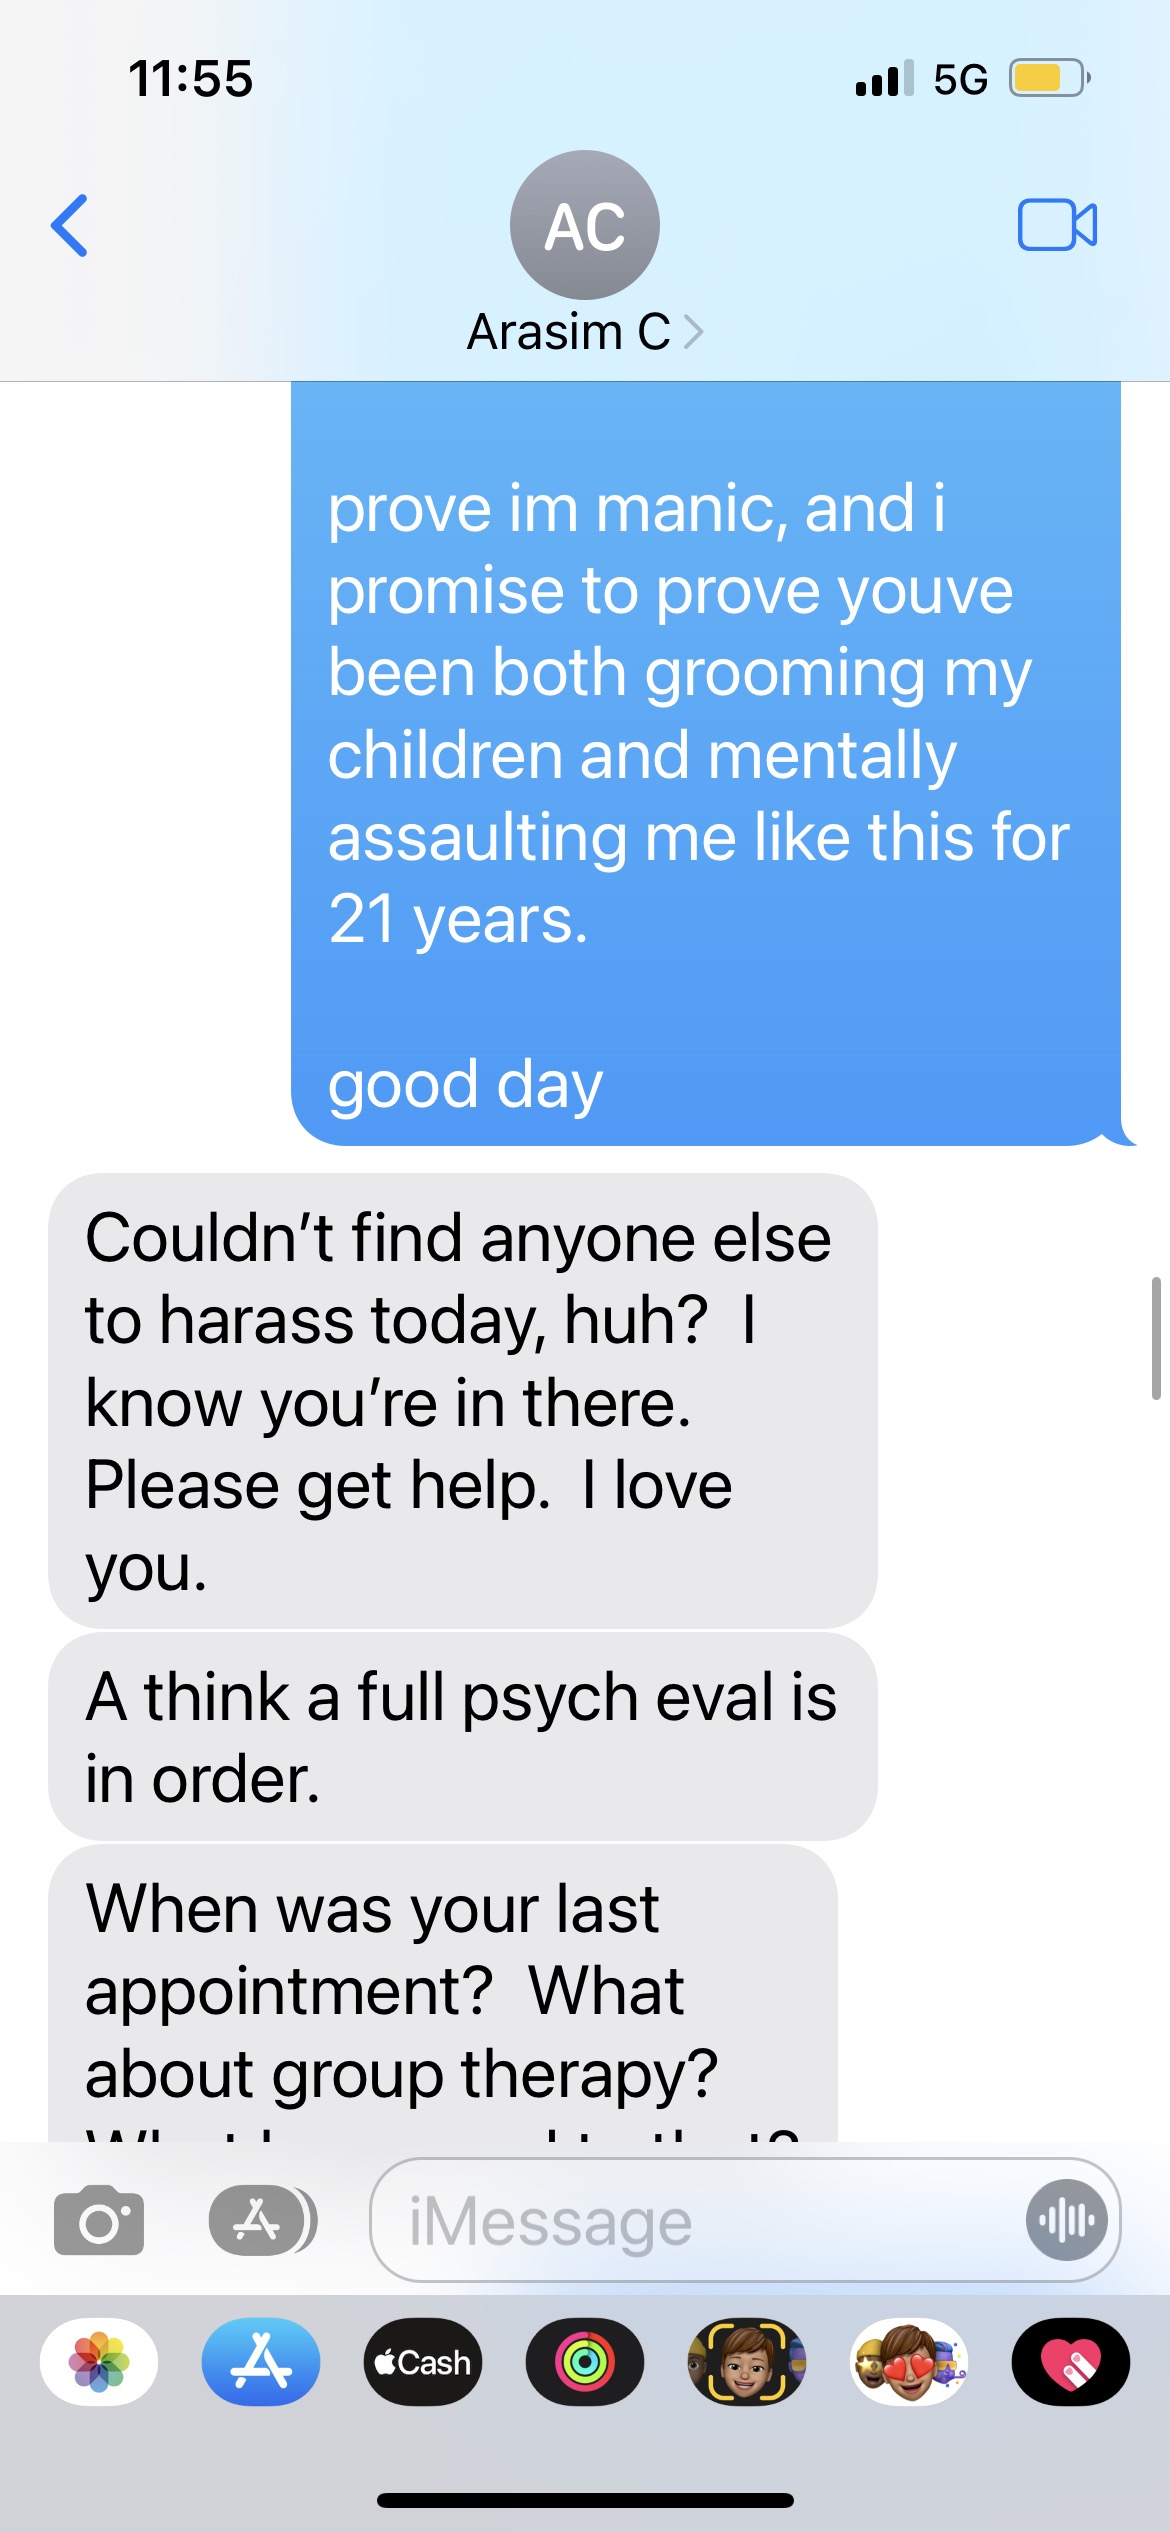 11:55
5G
AC
Arasim C
prove im manic, and i
promise to prove youve
been both grooming my
children and mentally
assaulting me like this for
21 years.
good day
Couldn't find anyone else
to harass today, huh?  I
know you're in there.
Please get help.  I love
you.
A think a full psych eval is
in order.
When was your last
appointment?  What
about group therapy?
iMessage
Cash